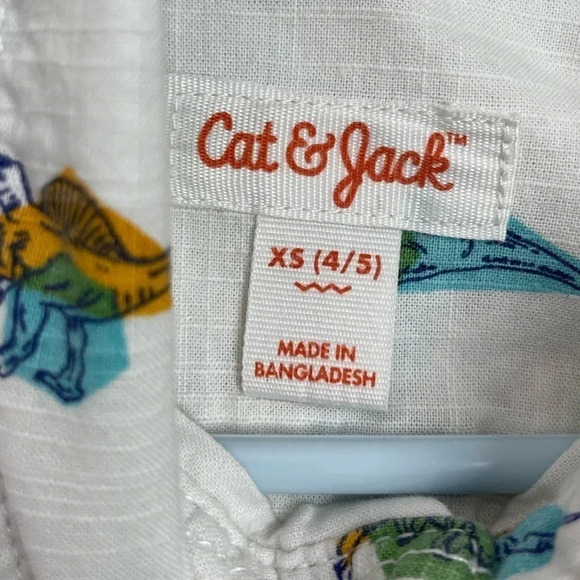 Cat & Jack™
XS (4/5)
MADE IN
BANGLADESH